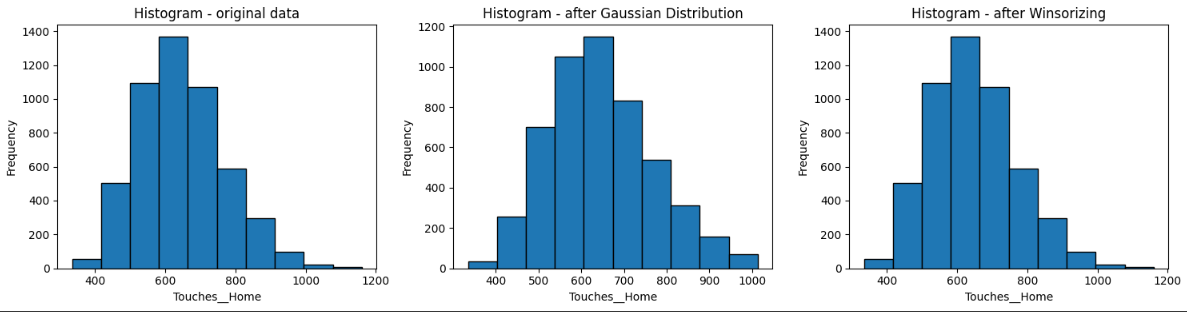 Histogram - original data
1400
1200
1000
800
600
400
200
0
Frequency
400 600 800 1000 1200
Touches__Home
Histogram - after Gaussian Distribution
1200
1000
800
600
400
200
0
Frequency
400 500 600 700 800 900 1000
Touches__Home
Histogram - after Winsorizing
1400
1200
1000
800
600
400
200
0
Frequency
400 600 800 1000 1200
Touches__Home